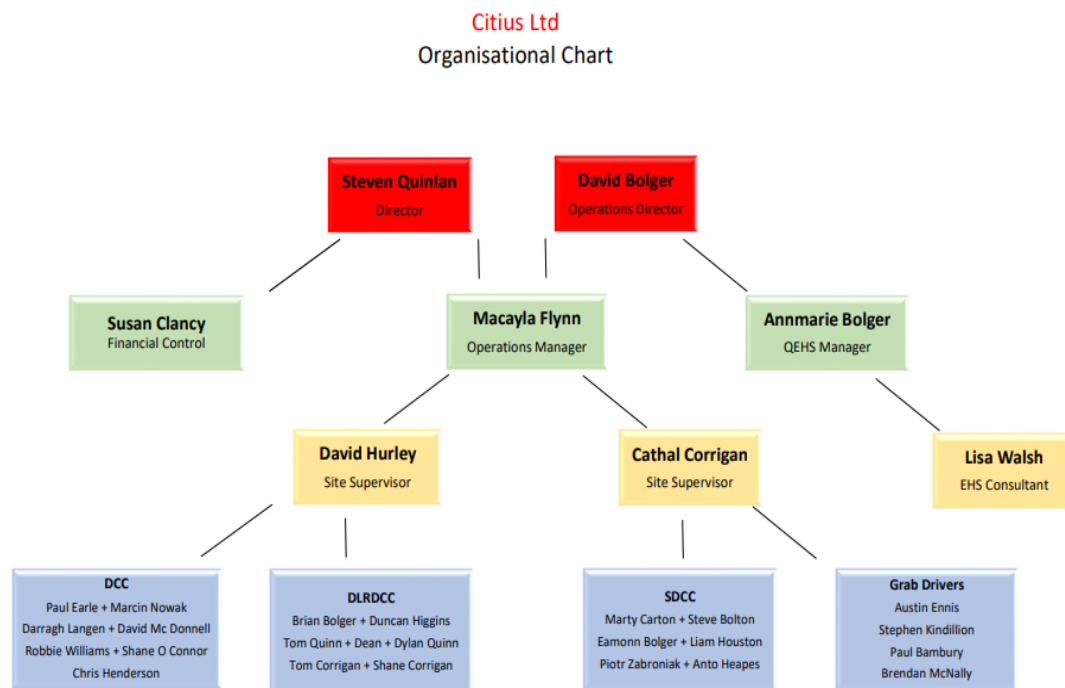 Citius Ltd
Organisational Chart
Steven Quinlan
Director
David Bolger
Operations Director
Susan Clancy
Financial Control
Macayla Flynn
Operations Manager
Annmarie Bolger
QEHS Manager
David Hurley
Site Supervisor
Cathal Corrigan
Site Supervisor
Lisa Walsh
EHS Consultant
DCC
Paul Earle + Marcin Nowak
Darragh Langen + David Mc Donnell
Robbie Williams + Shane O Connor
Chris Henderson
DLRDCC
Brian Bolger + Duncan Higgins
Tom Quinn + Dean + Dylan Quinn
Tom Corrigan + Shane Corrigan
SDCC
Marty Carton + Steve Bolton
Eamonn Bolger + Liam Houston
Piotr Zabroniak + Anto Heapes
Grab Drivers
Austin Ennis
Stephen Kindillion
Paul Bambury
Brendan McNally